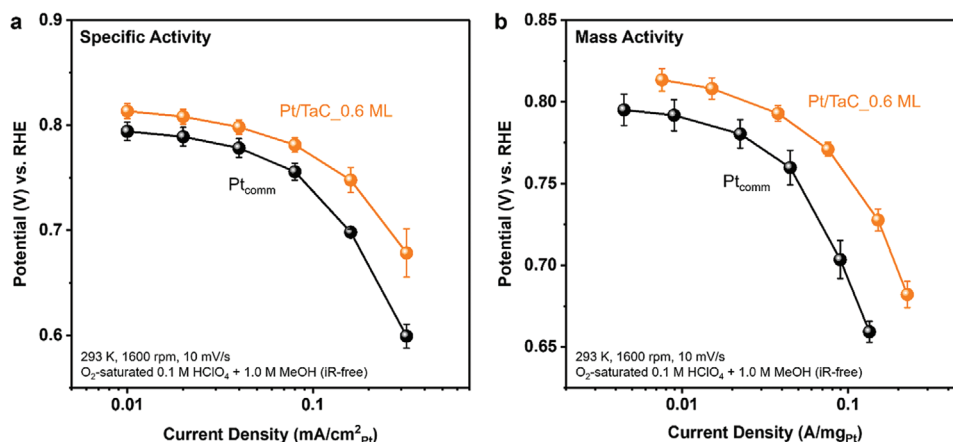 a
Specific Activity
0.9
0.8
0.7
0.6
Potential (V) vs. RHE
Pt/TaC_0.6 ML
Pt_comm
293 K, 1600 rpm, 10 mV/s
O₂-saturated 0.1 M HClO₄ + 1.0 M MeOH (iR-free)
0.01
0.1
Current Density (mA/cm²_Pt)
b
Mass Activity
0.85
0.80
0.75
0.70
0.65
Potential (V) vs. RHE
Pt/TaC_0.6 ML
Pt_comm
293 K, 1600 rpm, 10 mV/s
O₂-saturated 0.1 M HClO₄ + 1.0 M MeOH (iR-free)
0.01
0.1
Current Density (A/mg_Pt)